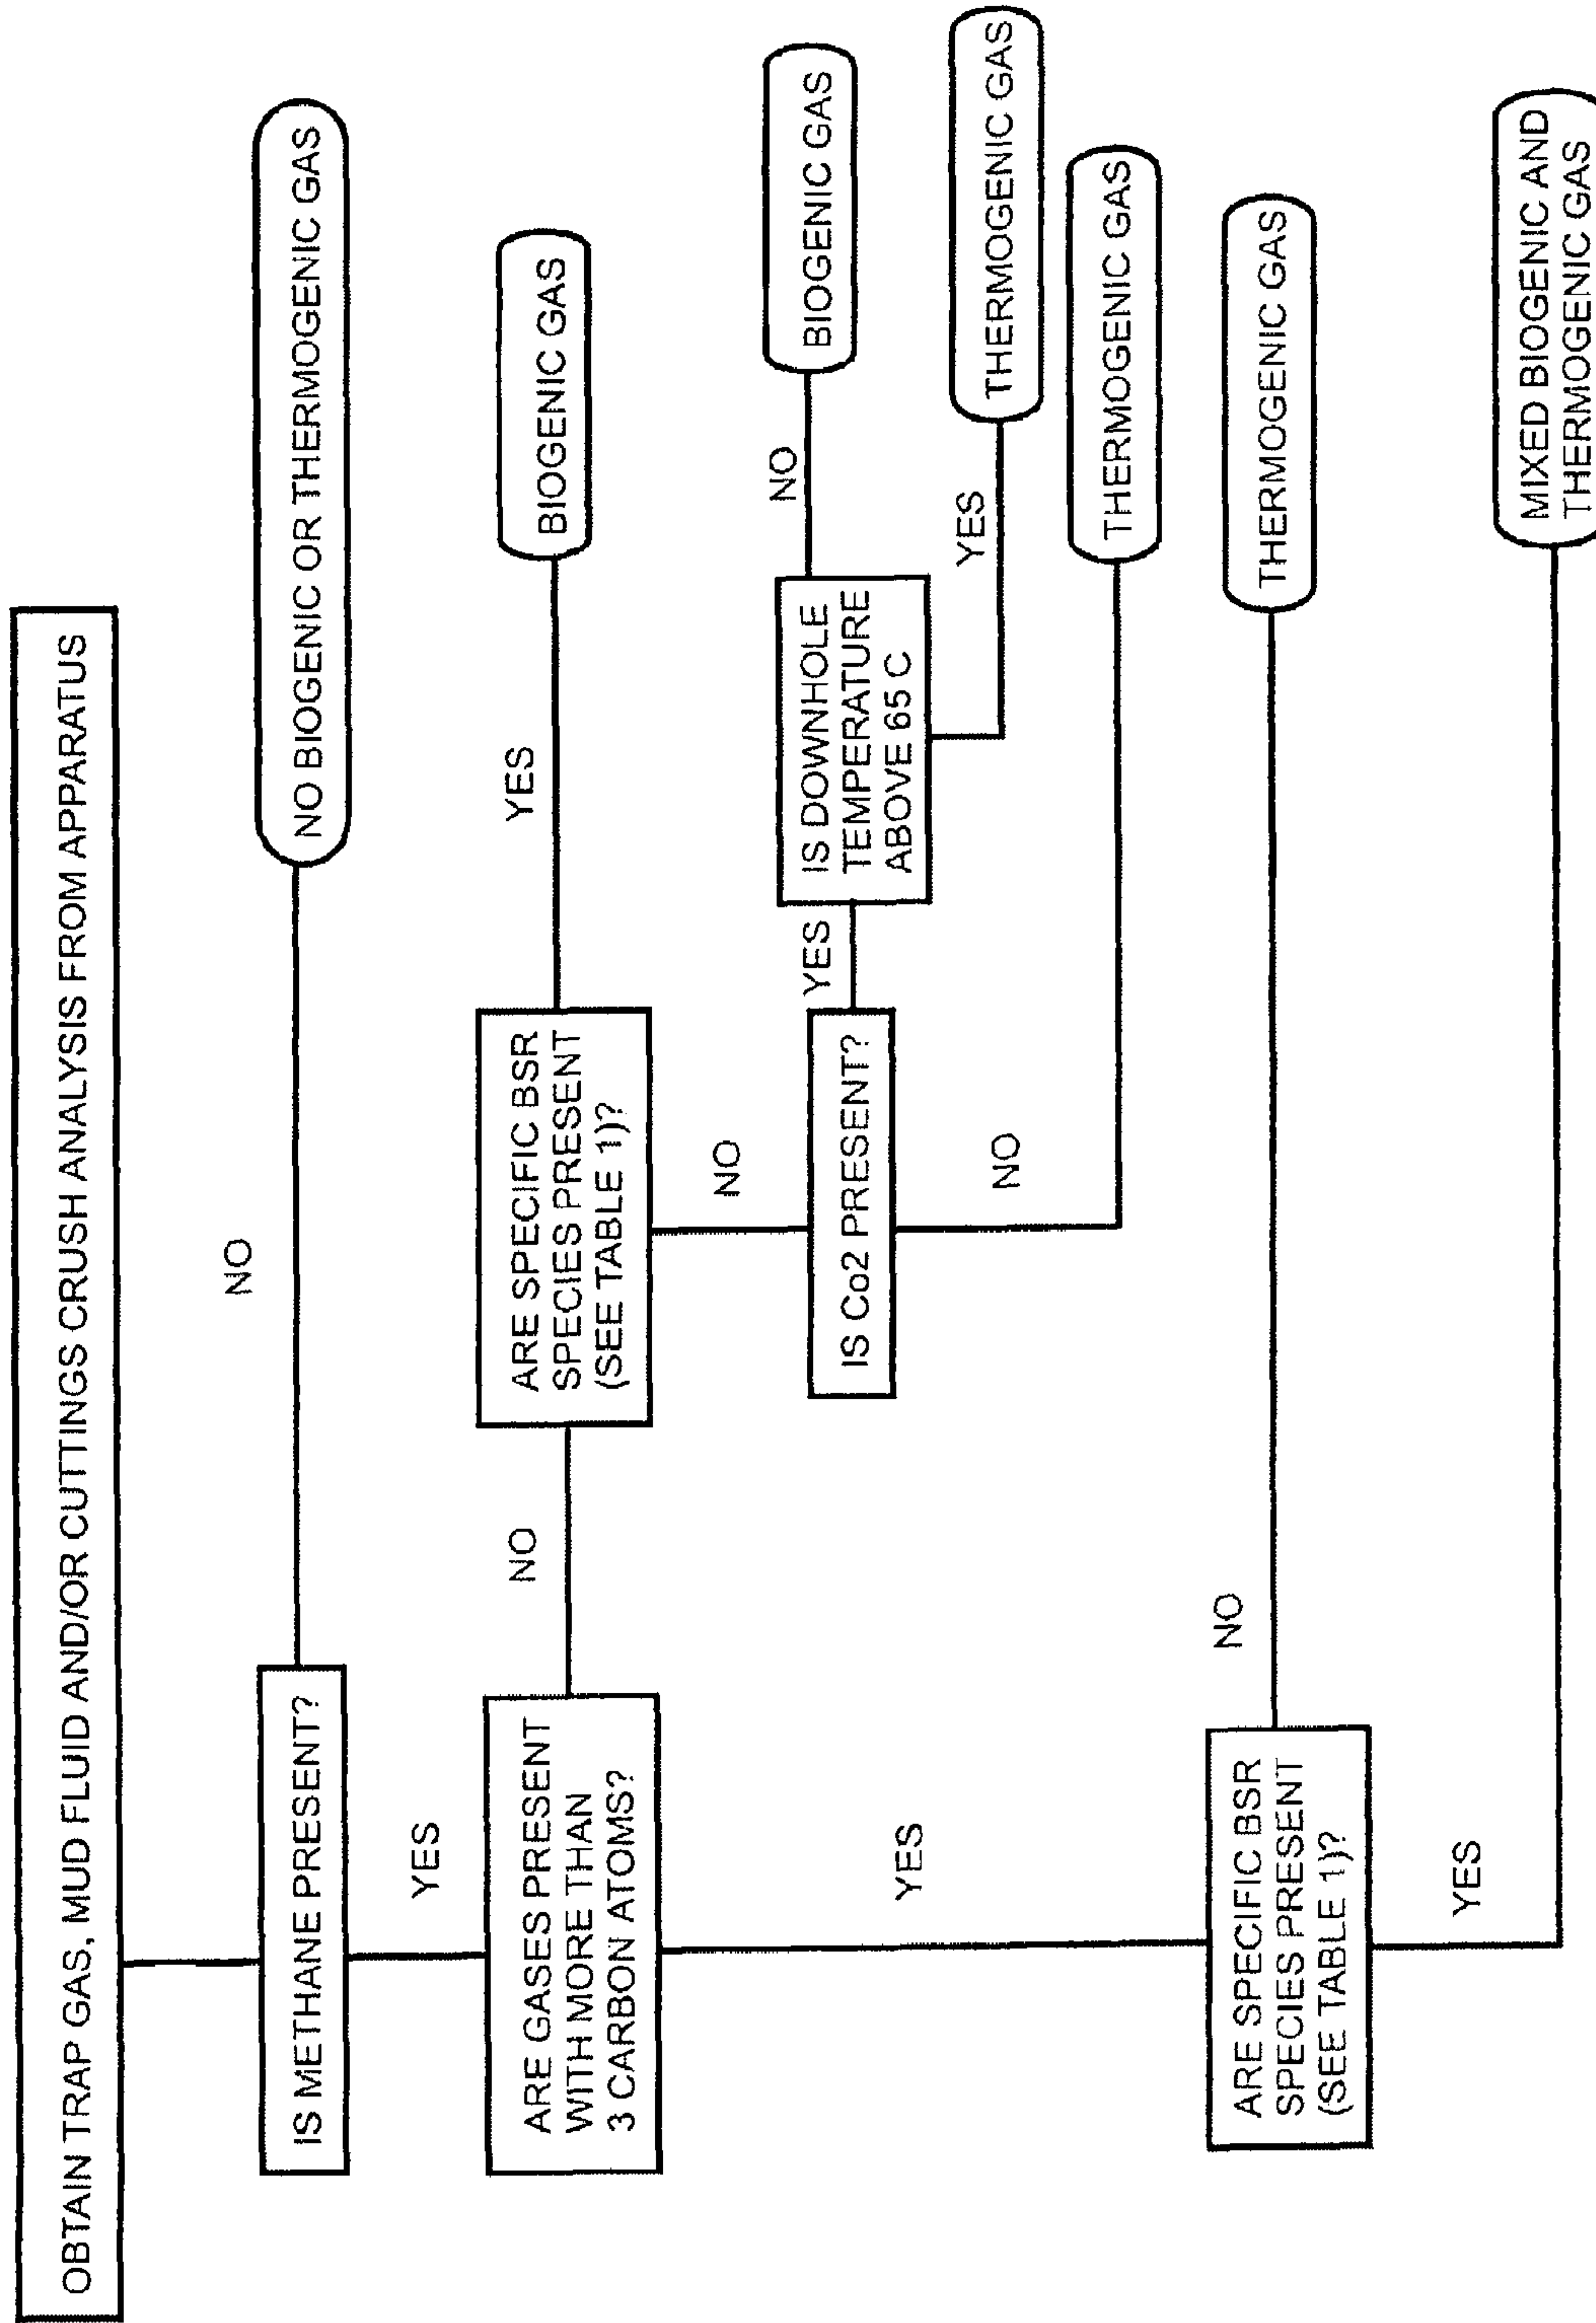 OBTAIN TRAP GAS, MUD FLUID AND/OR CUTTINGS CRUSH ANALYSIS FROM APPARATUS
IS METHANE PRESENT?
NO
NO BIOGENIC OR THERMOGENIC GAS
YES
ARE GASES PRESENT
WITH MORE THAN
3 CARBON ATOMS?
NO
ARE SPECIFIC BSR
SPECIES PRESENT
(SEE TABLE 1)?
YES
BIOGENIC GAS
NO
IS Co2 PRESENT?
YES
IS DOWNHOLE
TEMPERATURE
ABOVE 65 C
NO
BIOGENIC GAS
YES
THERMOGENIC GAS
NO
THERMOGENIC GAS
YES
ARE SPECIFIC BSR
SPECIES PRESENT
(SEE TABLE 1)?
NO
THERMOGENIC GAS
YES
MIXED BIOGENIC AND
THERMOGENIC GAS